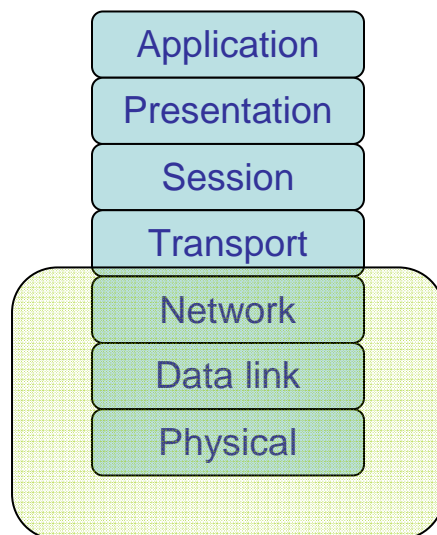 Application
Presentation
Session
Transport
Network
Data link
Physical